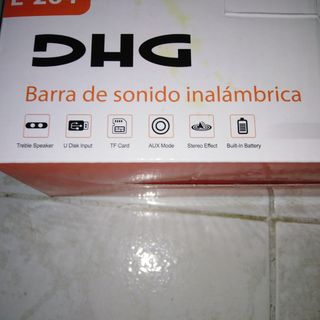 DHG
Barra de sonido inalámbrica
Treble Speaker U Disk Input TF Card AUX Mode Stereo Effect Built-in Battery